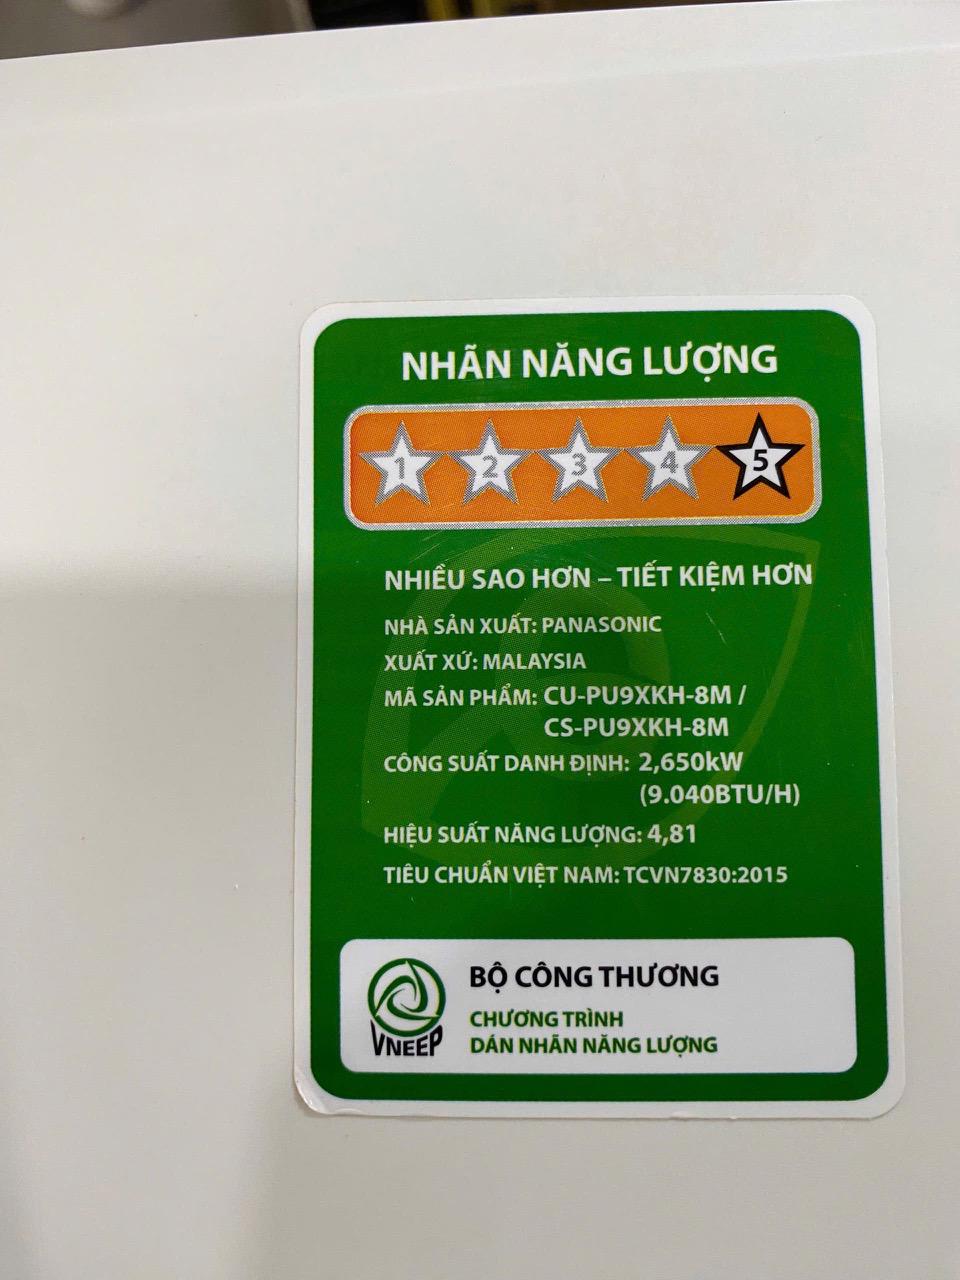 NHÃN NĂNG LƯỢNG
1 2 3 4 5
NHIỀU SAO HƠN – TIẾT KIỆM HƠN
NHÀ SẢN XUẤT: PANASONIC
XUẤT XỨ: MALAYSIA
MÃ SẢN PHẨM: CU-PU9XKH-8M /
CS-PU9XKH-8M
CÔNG SUẤT DANH ĐỊNH: 2,650kW
(9.040BTU/H)
HIỆU SUẤT NĂNG LƯỢNG: 4,81
TIÊU CHUẨN VIỆT NAM: TCVN7830:2015
VNEEP
BỘ CÔNG THƯƠNG
CHƯƠNG TRÌNH
DÁN NHÃN NĂNG LƯỢNG